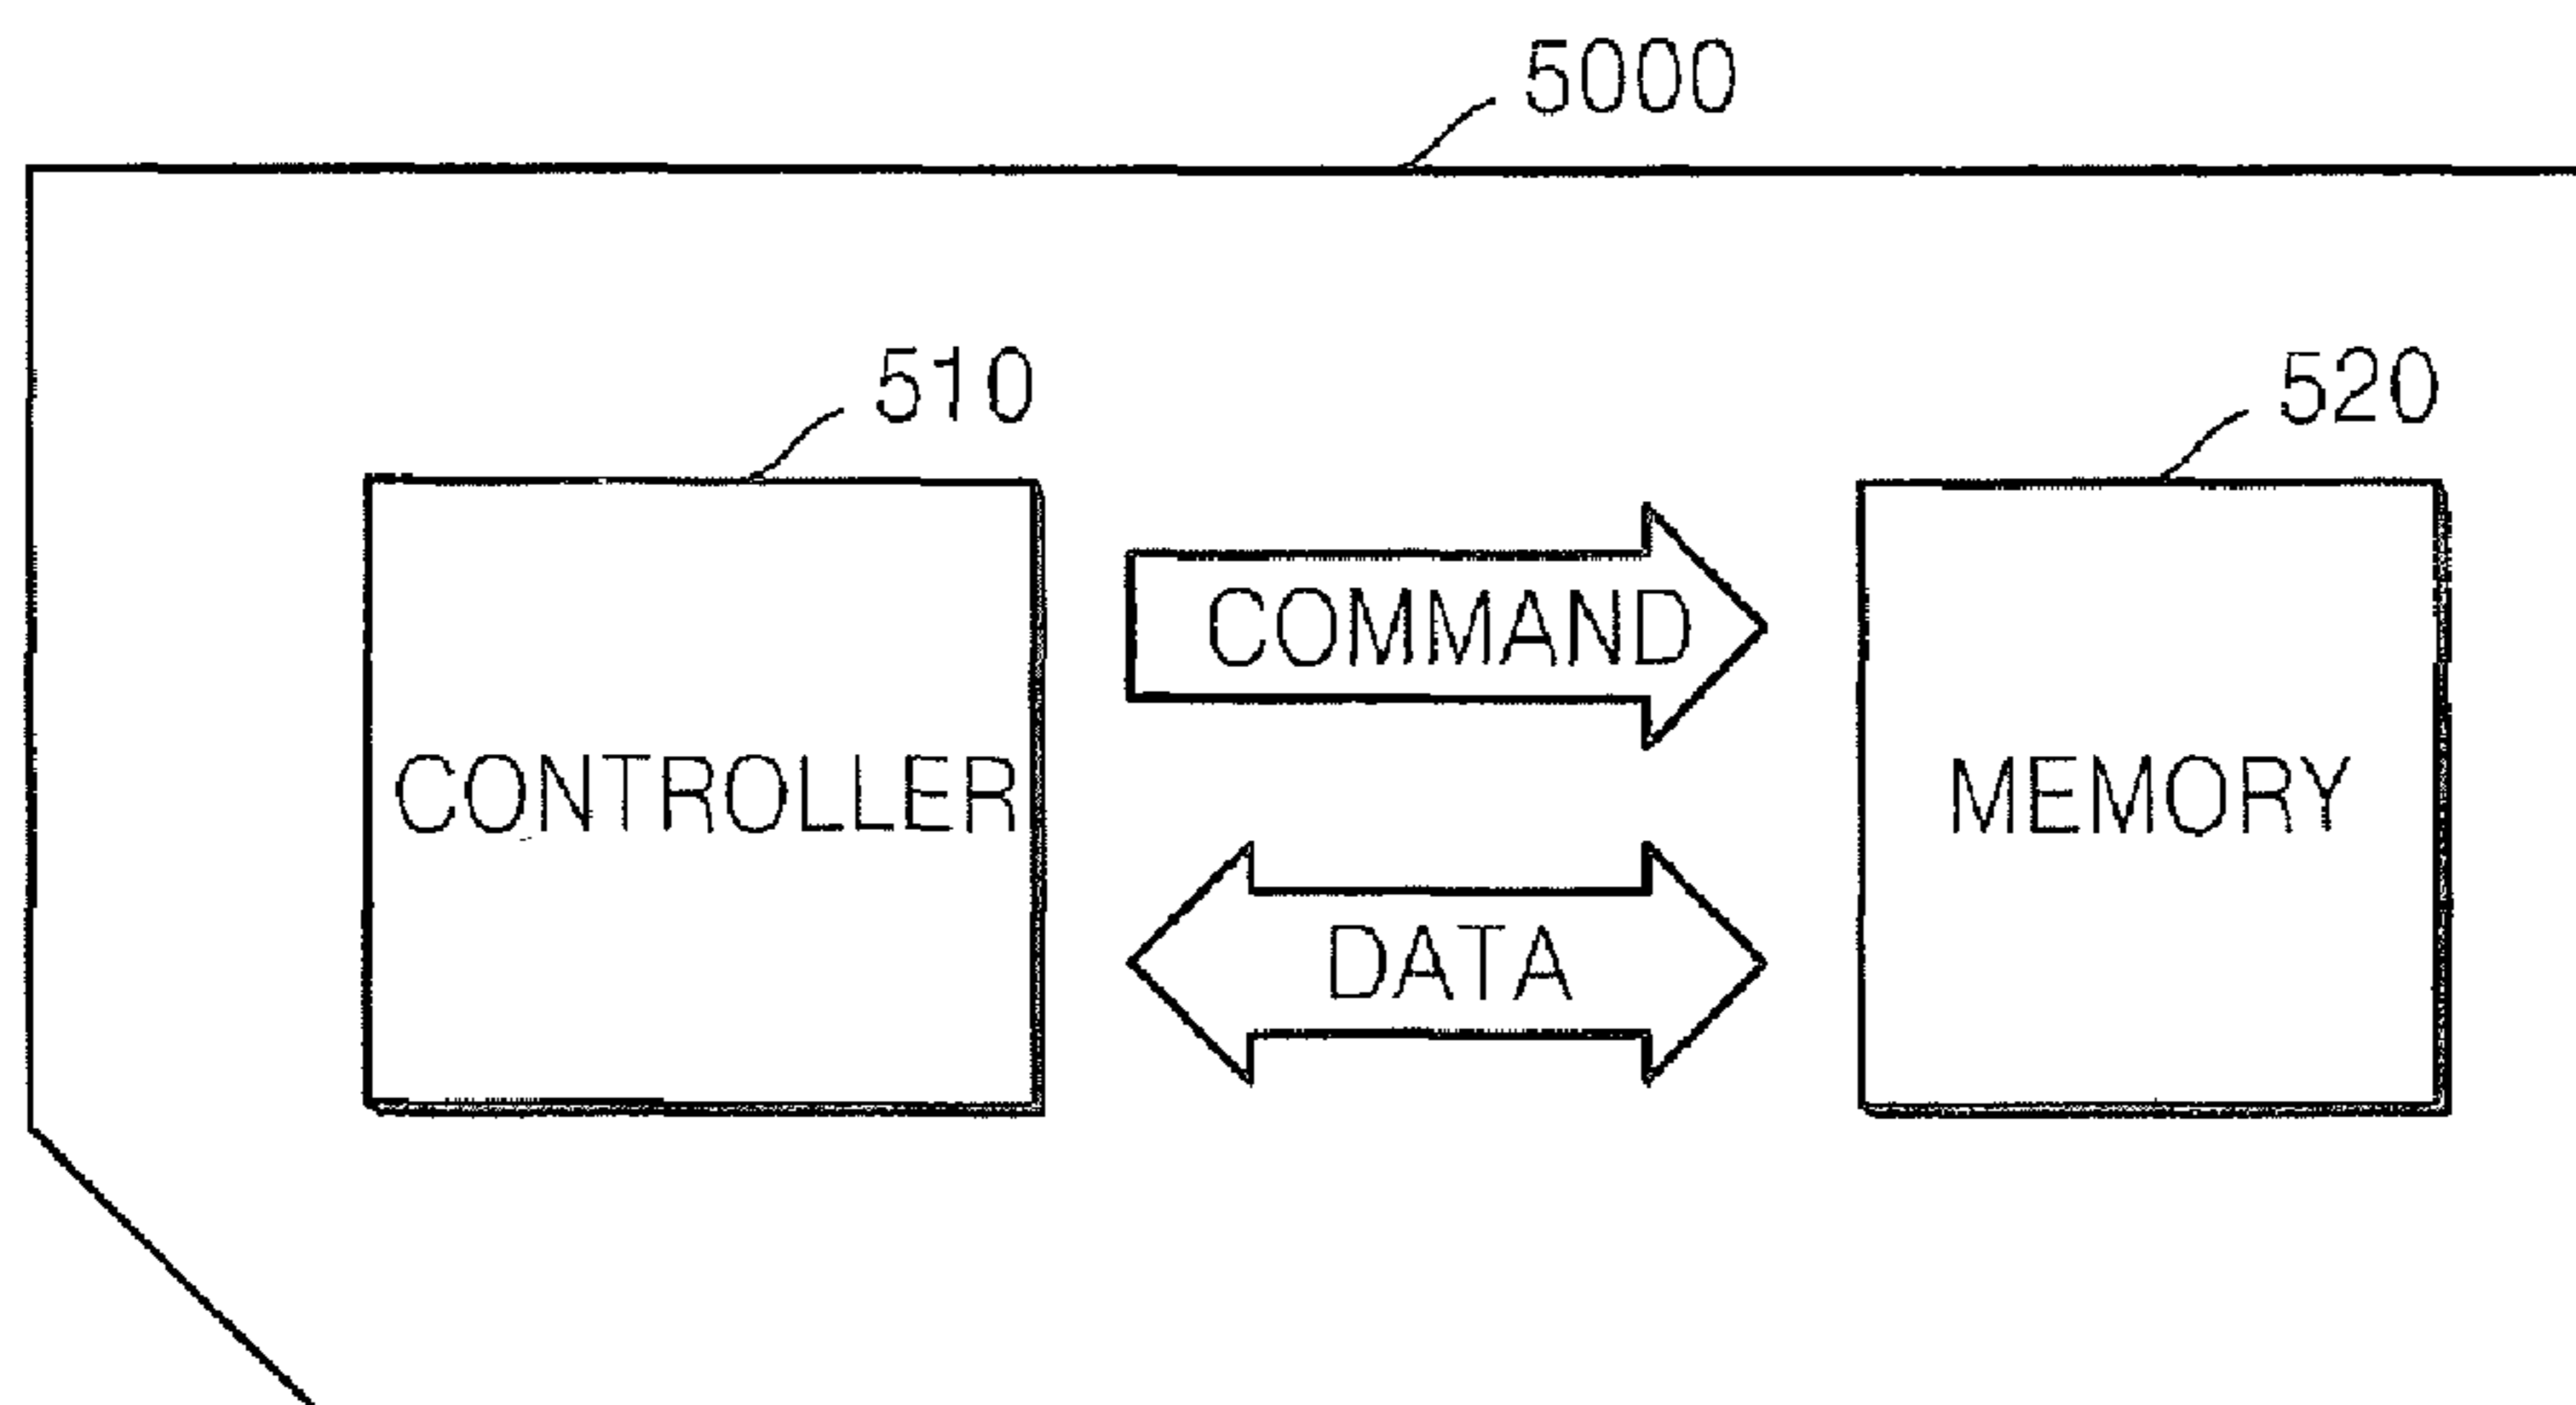 5000
510
520
COMMAND
CONTROLLER
MEMORY
DATA